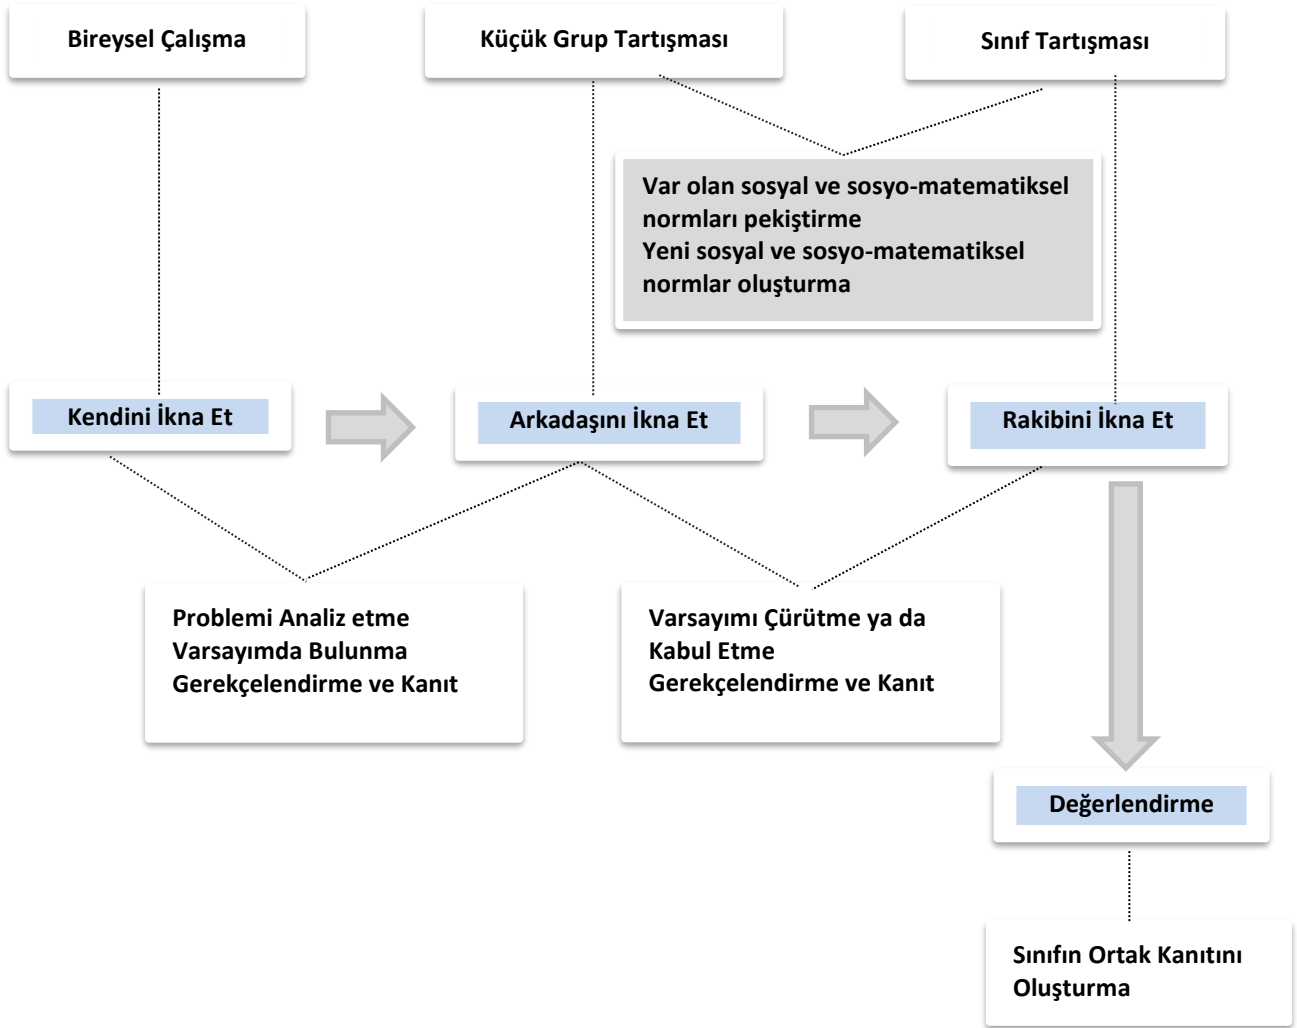 Bireysel Çalışma
Küçük Grup Tartışması
Sınıf Tartışması
Var olan sosyal ve sosyo-matematiksel
normları pekiştirme
Yeni sosyal ve sosyo-matematiksel
normlar oluşturma
Kendini İkna Et
Arkadaşını İkna Et
Rakibini İkna Et
Problemi Analiz etme
Varsayımda Bulunma
Gerekçelendirme ve Kanıt
Varsayımı Çürütme ya da
Kabul Etme
Gerekçelendirme ve Kanıt
Değerlendirme
Sınıfın Ortak Kanıtını
Oluşturma